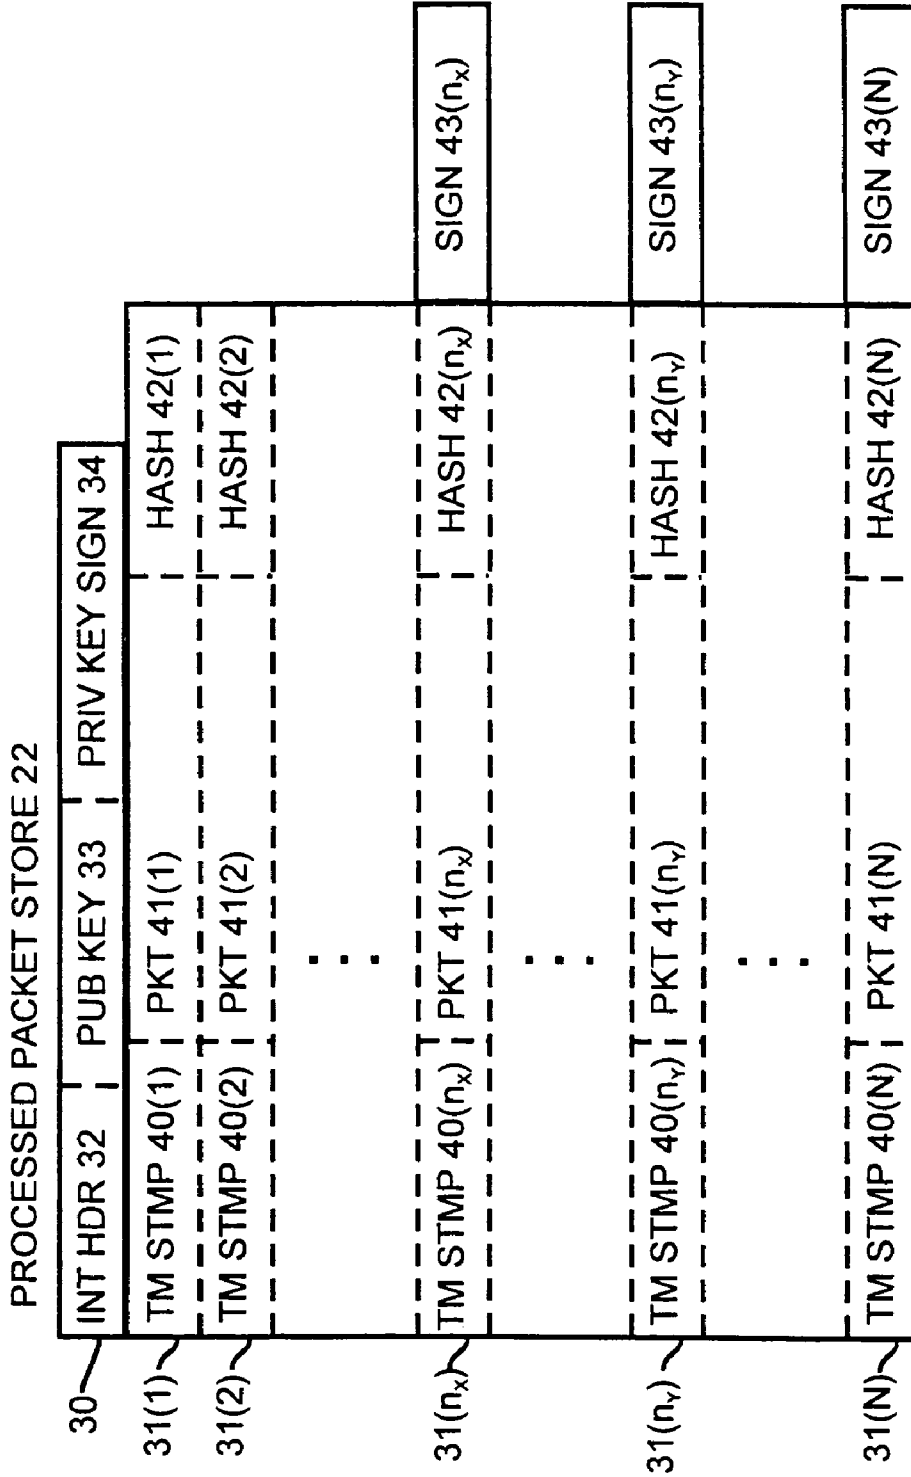 PROCESSED PACKET STORE 22
30 INT HDR 32 PUB KEY 33 PRIV KEY SIGN 34
31(1) TM STMP 40(1) PKT 41(1) HASH 42(1)
31(2) TM STMP 40(2) PKT 41(2) HASH 42(2)
. . .
31(nX) TM STMP 40(nX) PKT 41(nX) HASH 42(nX) SIGN 43(nX)
. . .
31(nY) TM STMP 40(nY) PKT 41(nY) HASH 42(nY) SIGN 43(nY)
. . .
31(N) TM STMP 40(N) PKT 41(N) HASH 42(N) SIGN 43(N)